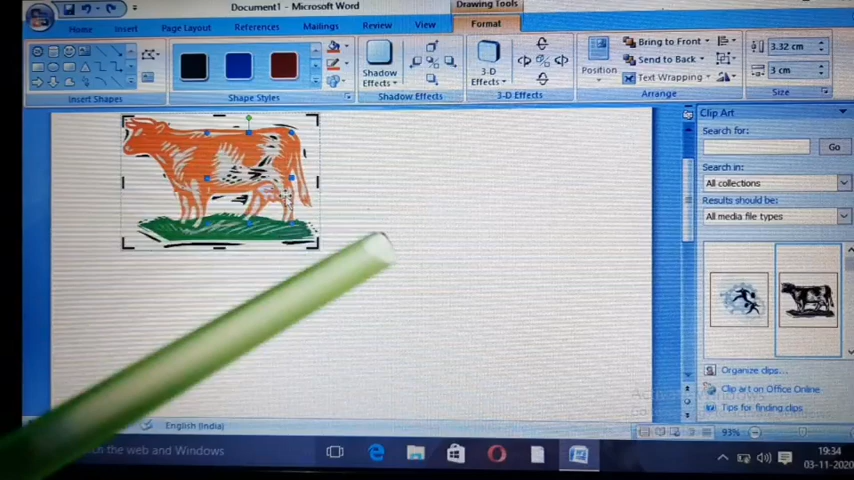 Document1 - Microsoft Word
Drawing Tools
Home
Insert
Page Layout
References
Mailings
Review
View
Format
Insert Shapes
Shape Styles
Shadow
Effects
Shadow Effects
3-D
Effects
3-D Effects
Position
Bring to Front
Send to Back
Text Wrapping
Arrange
3.32 cm
3 cm
Size
Clip Art
Search for:
Go
Search in:
All collections
Results should be:
All media file types
Organize clips...
Clip art on Office Online
Tips for finding clips
English (India)
93%
h the web and Windows
19:34
03-11-2020